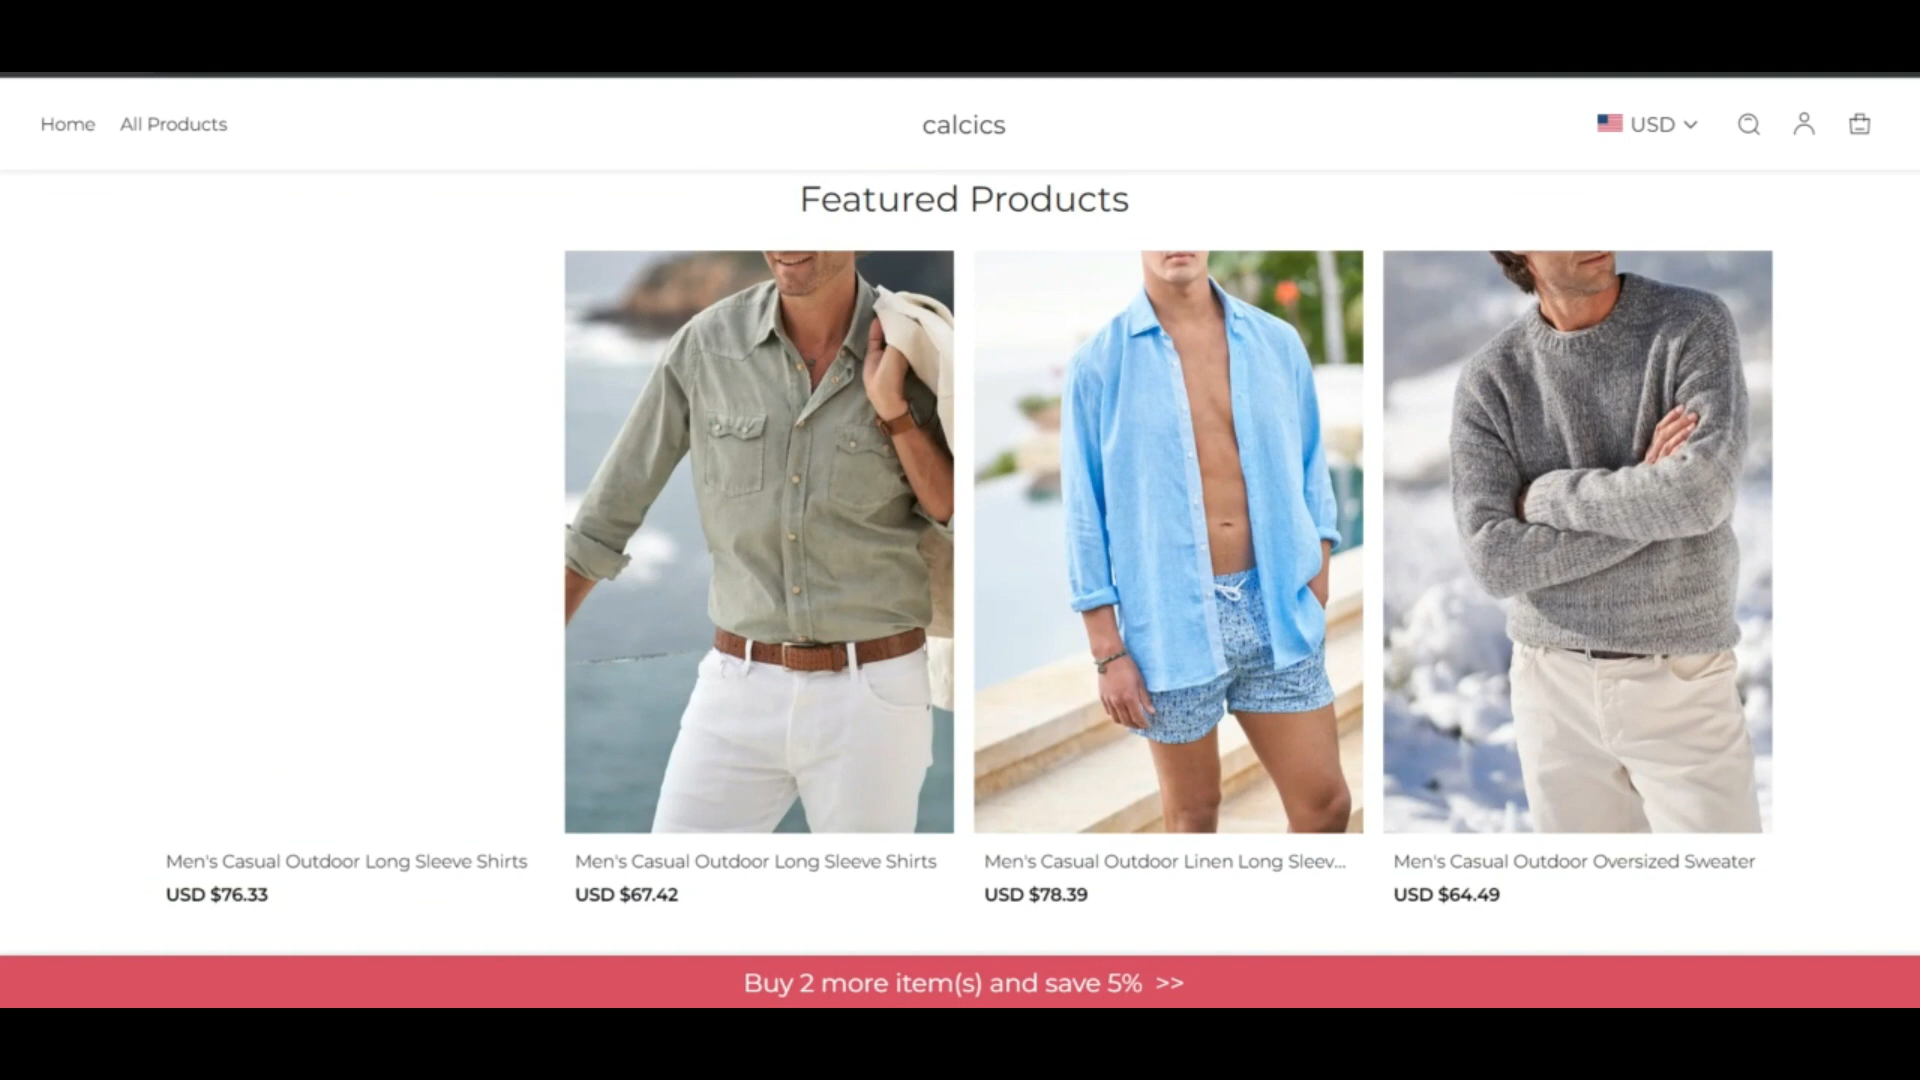 Home All Products calcics USD
Featured Products
Men's Casual Outdoor Long Sleeve Shirts
USD $76.33
Men's Casual Outdoor Long Sleeve Shirts
USD $67.42
Men's Casual Outdoor Linen Long Sleev...
USD $78.39
Men's Casual Outdoor Oversized Sweater
USD $64.49
Buy 2 more item(s) and save 5% >>